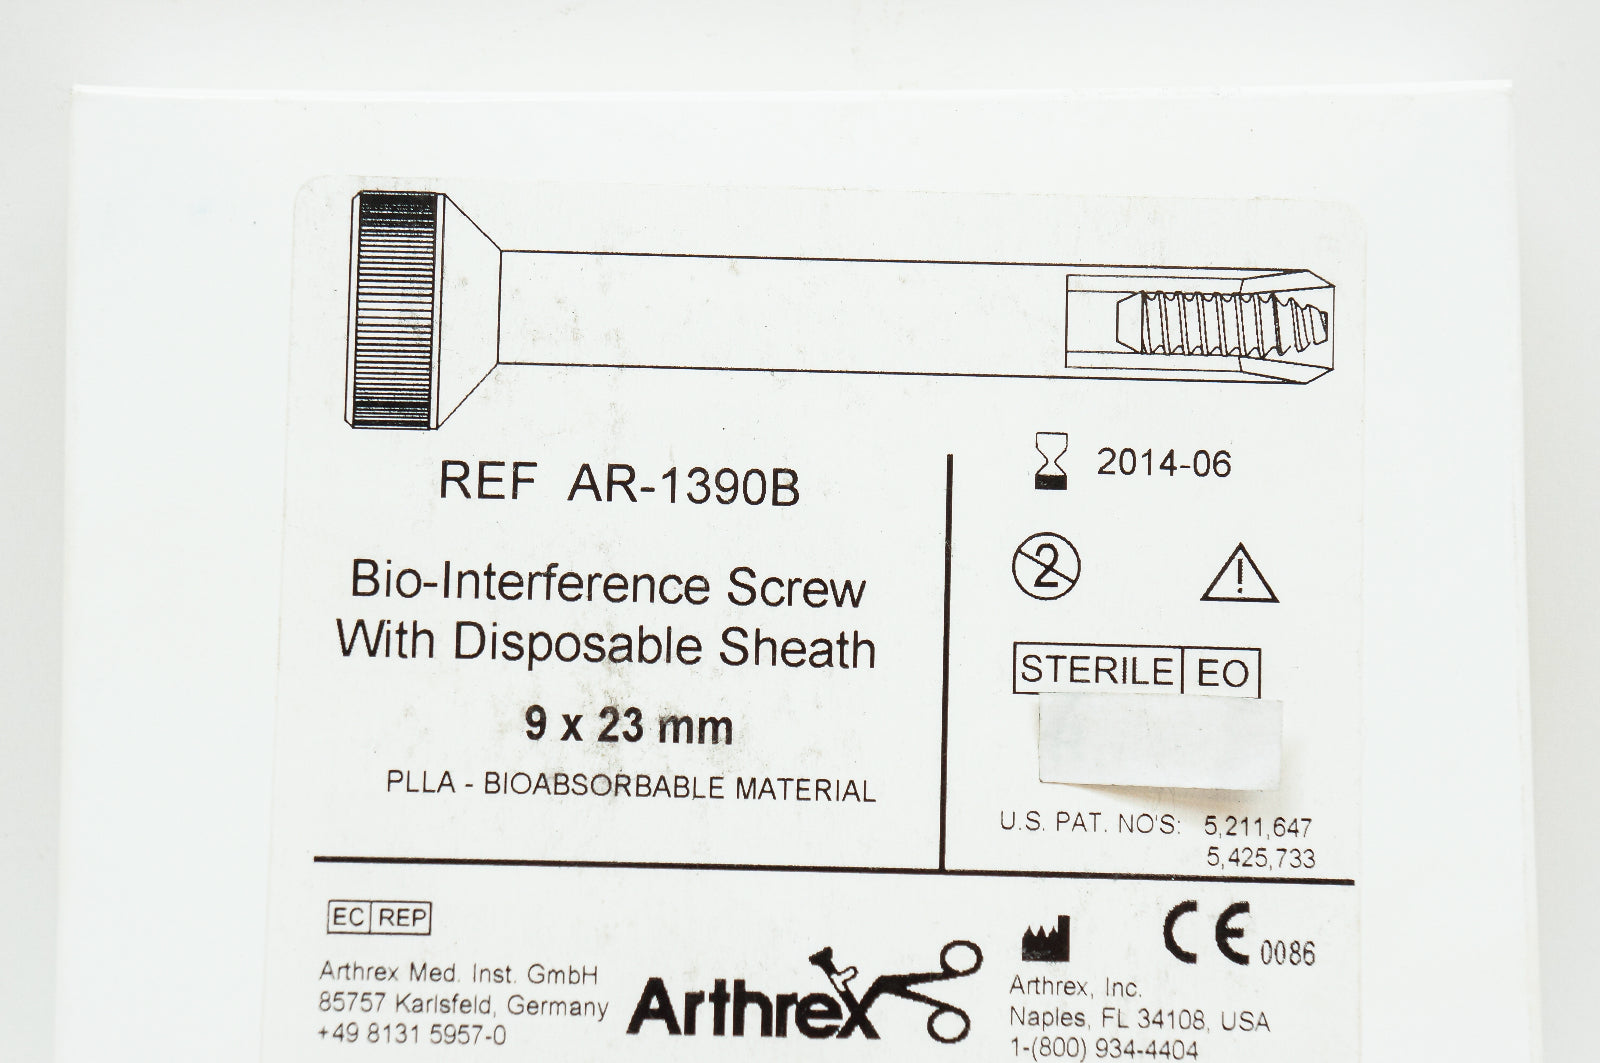 REF AR-1390B
Bio-Interference Screw
With Disposable Sheath
9 x 23 mm
PLLA - BIOABSORBABLE MATERIAL
2014-06
2
!
STERILE EO
U.S. PAT. NO'S: 5,211,647
5,425,733
EC REP
Arthrex Med. Inst. GmbH
85757 Karlsfeld, Germany
+49 8131 5957-0
Arthrex
CE 0086
Arthrex, Inc.
Naples, FL 34108, USA
1-(800) 934-4404